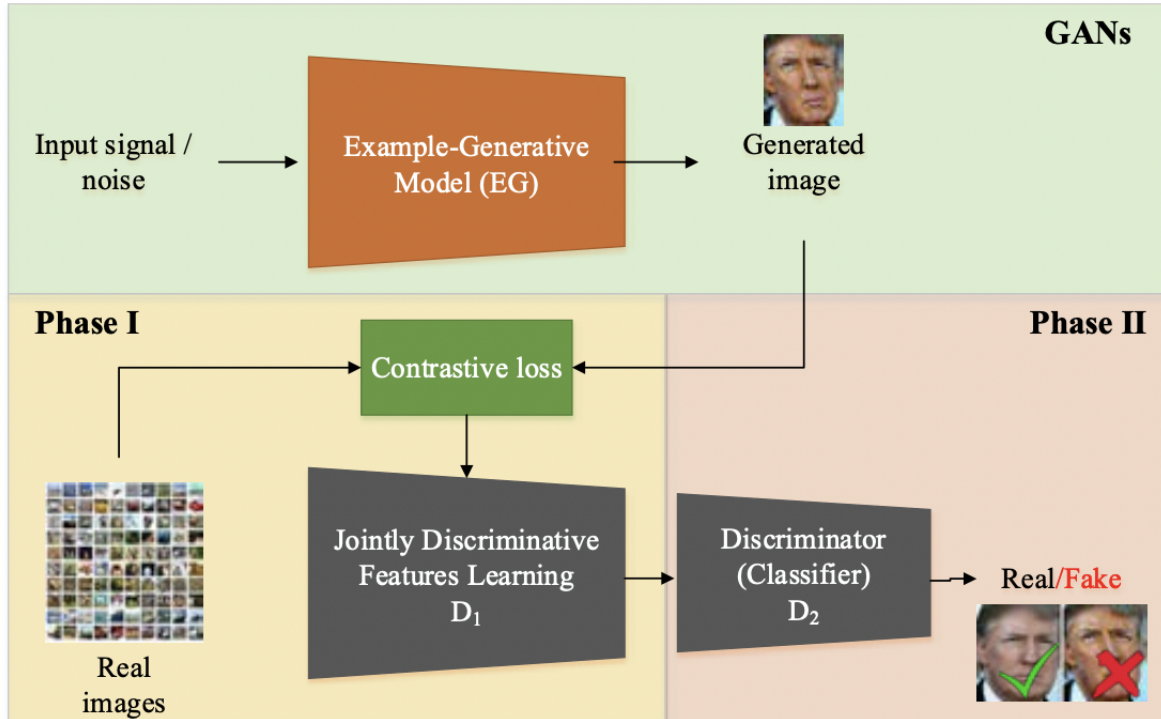 GANs
Input signal /
noise
Example-Generative
Model (EG)
Generated
image
Phase I
Phase II
Contrastive loss
Jointly Discriminative
Features Learning
D₁
Discriminator
(Classifier)
D₂
Real/Fake
Real
images